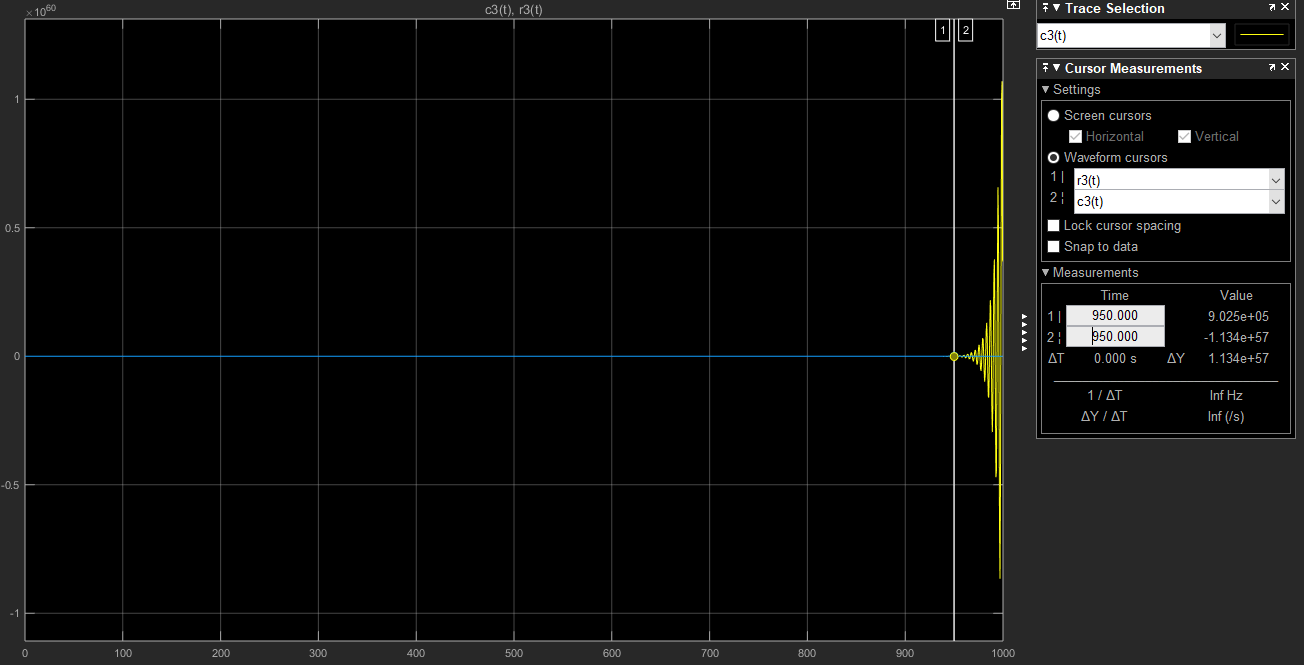 ×10^60
c3(t), r3(t)
1 2
1
0.5
0
-0.5
-1
0 100 200 300 400 500 600 700 800 900 1000
Trace Selection
c3(t)
Cursor Measurements
Settings
Screen cursors
Horizontal Vertical
Waveform cursors
1 | r3(t)
2 ¦ c3(t)
Lock cursor spacing
Snap to data
Measurements
Time Value
1 | 950.000 9.025e+05
2 ¦ 950.000 -1.134e+57
ΔT 0.000 s ΔY 1.134e+57
1 / ΔT Inf Hz
ΔY / ΔT Inf (/s)